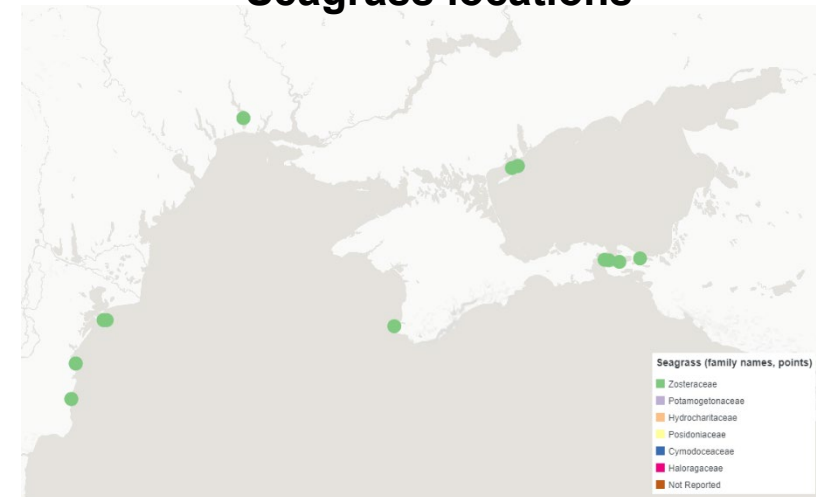 Seagrass locations
Seagrass (family names, points)
Zosteraceae
Potamogetonaceae
Hydrocharitaceae
Posidoniaceae
Cymodoceaceae
Haloragaceae
Not Reported